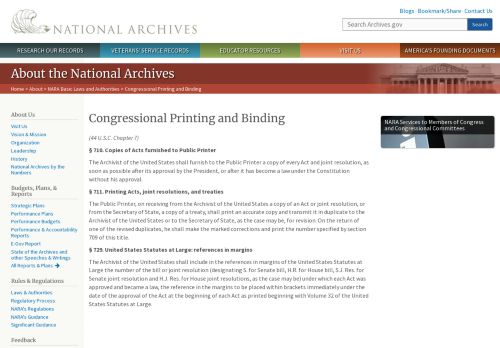 Blogs · Bookmark/Share · Contact Us
NATIONAL ARCHIVES
Search Archives.gov
Search
RESEARCH OUR RECORDS
VETERANS' SERVICE RECORDS
EDUCATOR RESOURCES
VISIT US
AMERICA'S FOUNDING DOCUMENTS
About the National Archives
Home > About > NARA Basic Laws and Authorities > Congressional Printing and Binding
About Us
Visit Us
Vision & Mission
Organization
Leadership
History
National Archives by the
Numbers
Budgets, Plans, &
Reports
Strategic Plans
Performance Plans
Performance Budgets
Performance & Accountability
Reports
E-Gov Report
State of the Archives and
other Speeches & Writings
All Reports & Plans
Rules & Regulations
Laws & Authorities
Regulatory Process
NARA's Regulations
NARA's Guidance
Significant Guidance
Feedback
Congressional Printing and Binding
(44 U.S.C. Chapter 7)
§ 710. Copies of Acts furnished to Public Printer
The Archivist of the United States shall furnish to the Public Printer a copy of every Act and joint resolution, as
soon as possible after its approval by the President, or after it has become a law under the Constitution
without his approval.
§ 711. Printing Acts, joint resolutions, and treaties
The Public Printer, on receiving from the Archivist of the United States a copy of an Act or joint resolution, or
from the Secretary of State, a copy of a treaty, shall print an accurate copy and transmit it in duplicate to the
Archivist of the United States or to the Secretary of State, as the case may be, for revision. On the return of
one of the revised duplicates, he shall make the marked corrections and print the number specified by section
709 of this title.
§ 729. United States Statutes at Large: references in margins
The Archivist of the United States shall include in the references in margins of the United States Statutes at
Large the number of the bill or joint resolution (designating S. for Senate bill, H.R. for House bill, S.J. Res. for
Senate joint resolution and H.J. Res. for House joint resolutions, as the case may be under which each Act was
approved and became a law, the reference in the margins to be placed within brackets immediately under the
date of the approval of the Act at the beginning of each Act as printed beginning with Volume 32 of the United
States Statutes at Large.
NARA Services to Members of Congress
and Congressional Committees